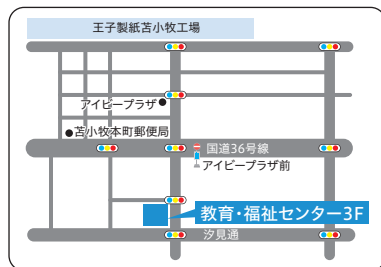 王子製紙苫小牧工場
アイビープラザ
苫小牧本町郵便局
国道36号線
アイビープラザ前
教育・福祉センター3F
汐見通